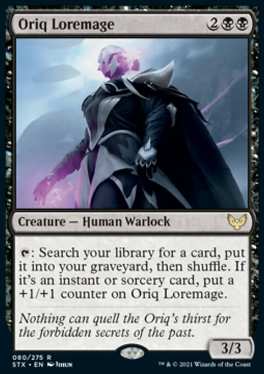 Oriq Loremage 2
Creature — Human Warlock
: Search your library for a card, put
it into your graveyard, then shuffle. If
it's an instant or sorcery card, put a
+1/+1 counter on Oriq Loremage.
Nothing can quell the Oriq's thirst for
the forbidden secrets of the past.
3/3
080/275 R
STX • EN
™ & © 2021 Wizards of the Coast